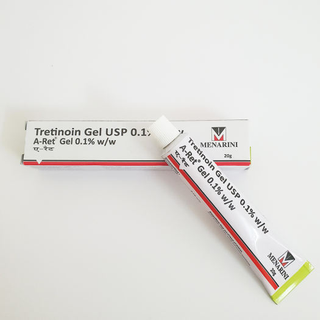 Tretinoin Gel USP 0.1% w/w
A-Ret® Gel 0.1% w/w
ए-रेट
MENARINI
20g
Tretinoin Gel USP 0.1% w/w
A-Ret® Gel 0.1% w/w
ए-रेट
MENARINI
20g